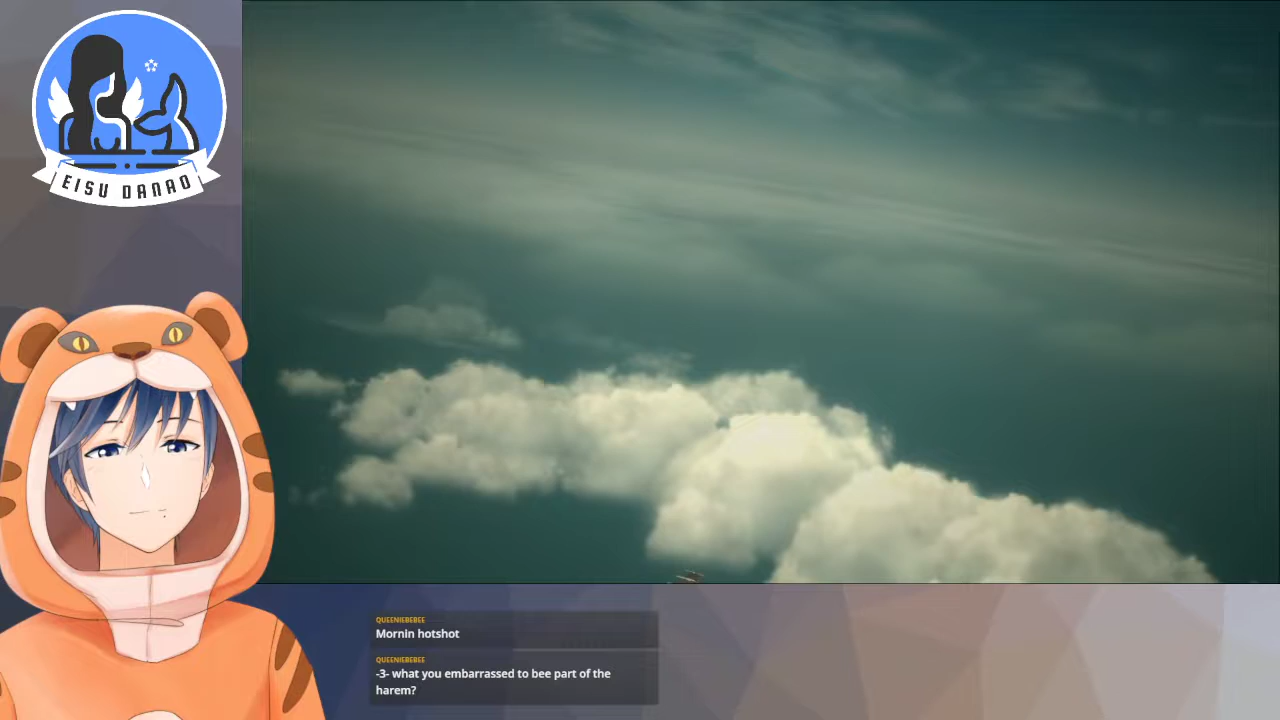 EISU DANAO
QUEENIEBEBEE
Mornin hotshot
QUEENIEBEBEE
-3- what you embarrassed to bee part of the
harem?